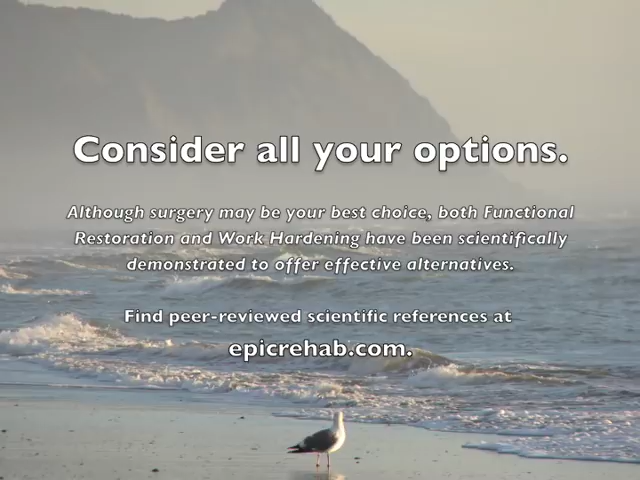 Consider all your options.
Although surgery may be your best choice, both Functional
Restoration and Work Hardening have been scientifically
demonstrated to offer effective alternatives.
Find peer-reviewed scientific references at
epicrehab.com.